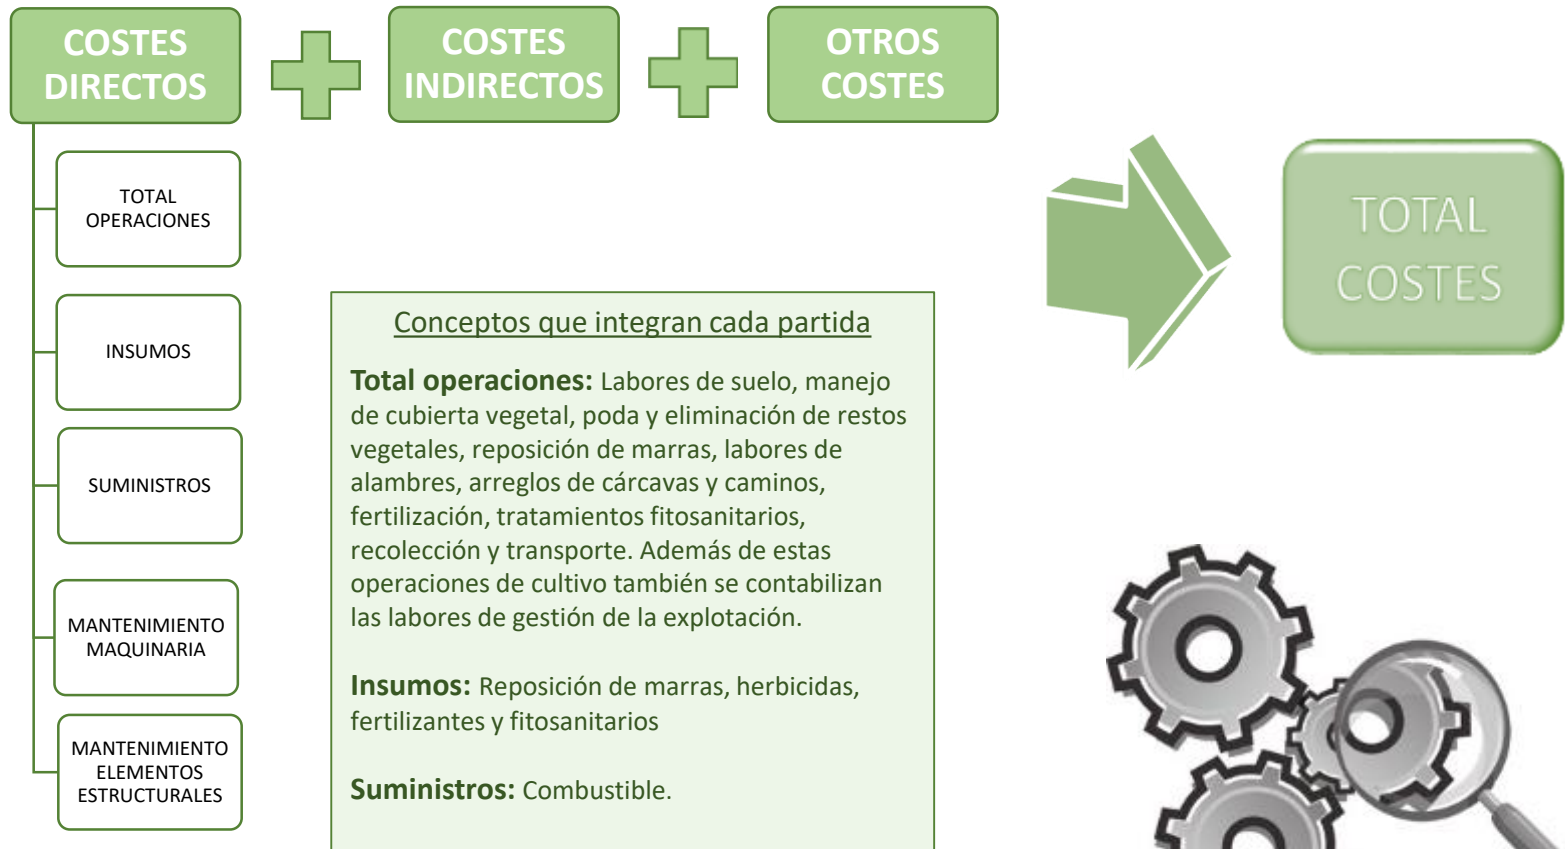 COSTES
DIRECTOS
COSTES
INDIRECTOS
OTROS
COSTES
TOTAL
OPERACIONES
INSUMOS
SUMINISTROS
MANTENIMIENTO
MAQUINARIA
MANTENIMIENTO
ELEMENTOS
ESTRUCTURALES
Conceptos que integran cada partida
Total operaciones: Labores de suelo, manejo
de cubierta vegetal, poda y eliminación de restos
vegetales, reposición de marras, labores de
alambres, arreglos de cárcavas y caminos,
fertilización, tratamientos fitosanitarios,
recolección y transporte. Además de estas
operaciones de cultivo también se contabilizan
las labores de gestión de la explotación.
Insumos: Reposición de marras, herbicidas,
fertilizantes y fitosanitarios
Suministros: Combustible.
TOTAL
COSTES